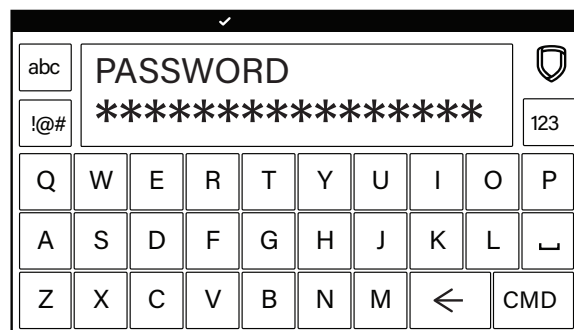 abc
PASSWORD
!@#
****************
123
Q W E R T Y U I O P
A S D F G H J K L
Z X C V B N M ← CMD